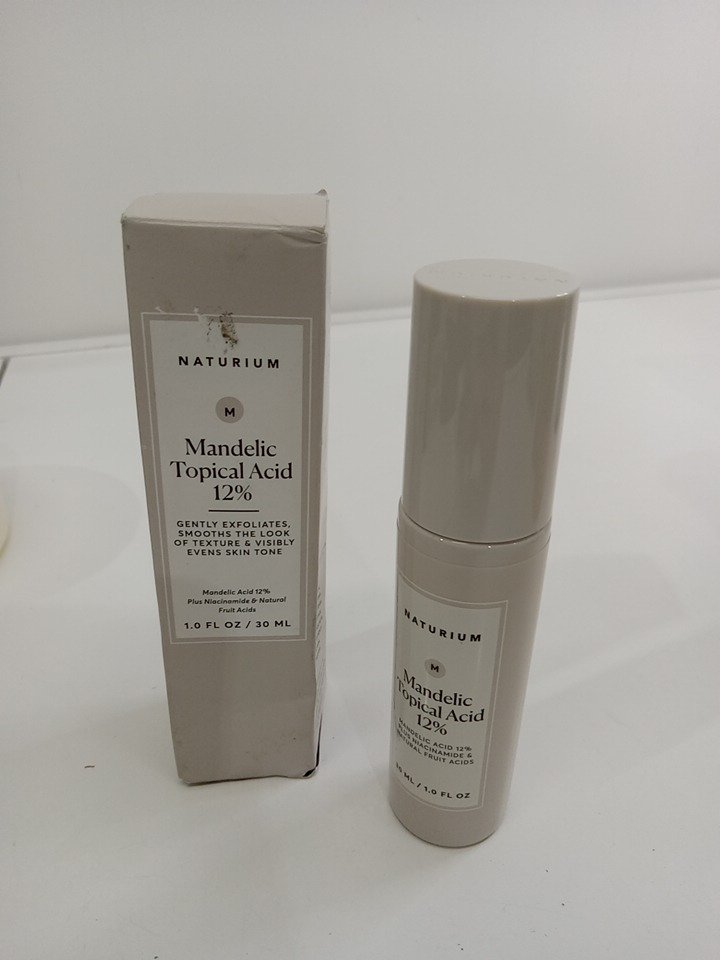 NATURIUM
M
Mandelic
Topical Acid
12%
GENTLY EXFOLIATES,
SMOOTHS THE LOOK
OF TEXTURE & VISIBLY
EVENS SKIN TONE
Mandelic Acid 12%
Plus Niacinamide & Natural
Fruit Acids
1.0 FL OZ / 30 ML
NATURIUM
M
Mandelic
Topical Acid
12%
MANDELIC ACID 12%
PLUS NIACINAMIDE &
NATURAL FRUIT ACIDS
30 ML / 1.0 FL OZ